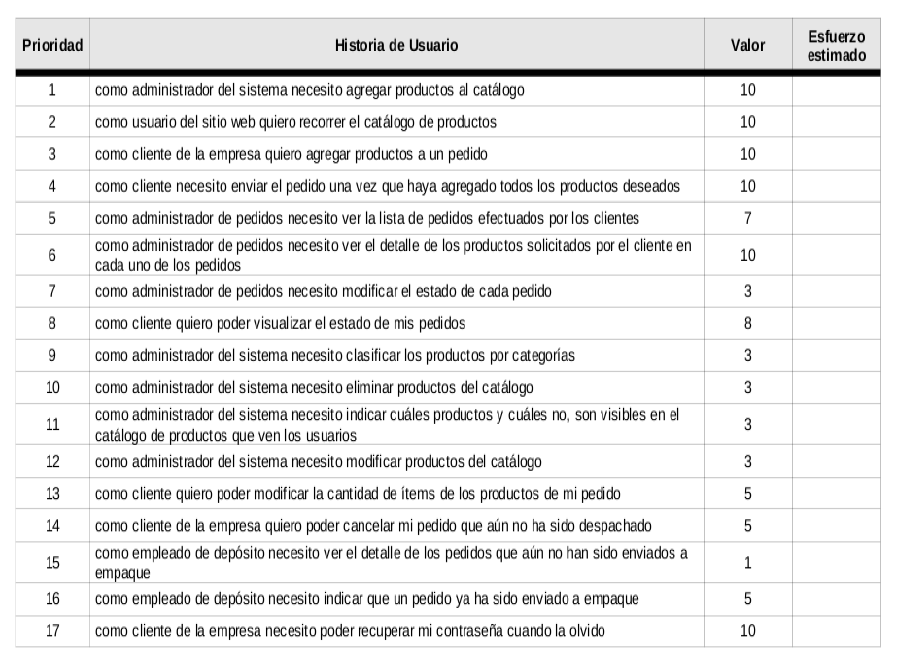 Prioridad Historia de Usuario Valor Esfuerzo estimado
1 como administrador del sistema necesito agregar productos al catálogo 10
2 como usuario del sitio web quiero recorrer el catálogo de productos 10
3 como cliente de la empresa quiero agregar productos a un pedido 10
4 como cliente necesito enviar el pedido una vez que haya agregado todos los productos deseados 10
5 como administrador de pedidos necesito ver la lista de pedidos efectuados por los clientes 7
6 como administrador de pedidos necesito ver el detalle de los productos solicitados por el cliente en
cada uno de los pedidos 10
7 como administrador de pedidos necesito modificar el estado de cada pedido 3
8 como cliente quiero poder visualizar el estado de mis pedidos 8
9 como administrador del sistema necesito clasificar los productos por categorías 3
10 como administrador del sistema necesito eliminar productos del catálogo 3
11 como administrador del sistema necesito indicar cuáles productos y cuáles no, son visibles en el
catálogo de productos que ven los usuarios 3
12 como administrador del sistema necesito modificar productos del catálogo 3
13 como cliente quiero poder modificar la cantidad de ítems de los productos de mi pedido 5
14 como cliente de la empresa quiero poder cancelar mi pedido que aún no ha sido despachado 5
15 como empleado de depósito necesito ver el detalle de los pedidos que aún no han sido enviados a
empaque 1
16 como empleado de depósito necesito indicar que un pedido ya ha sido enviado a empaque 5
17 como cliente de la empresa necesito poder recuperar mi contraseña cuando la olvido 10